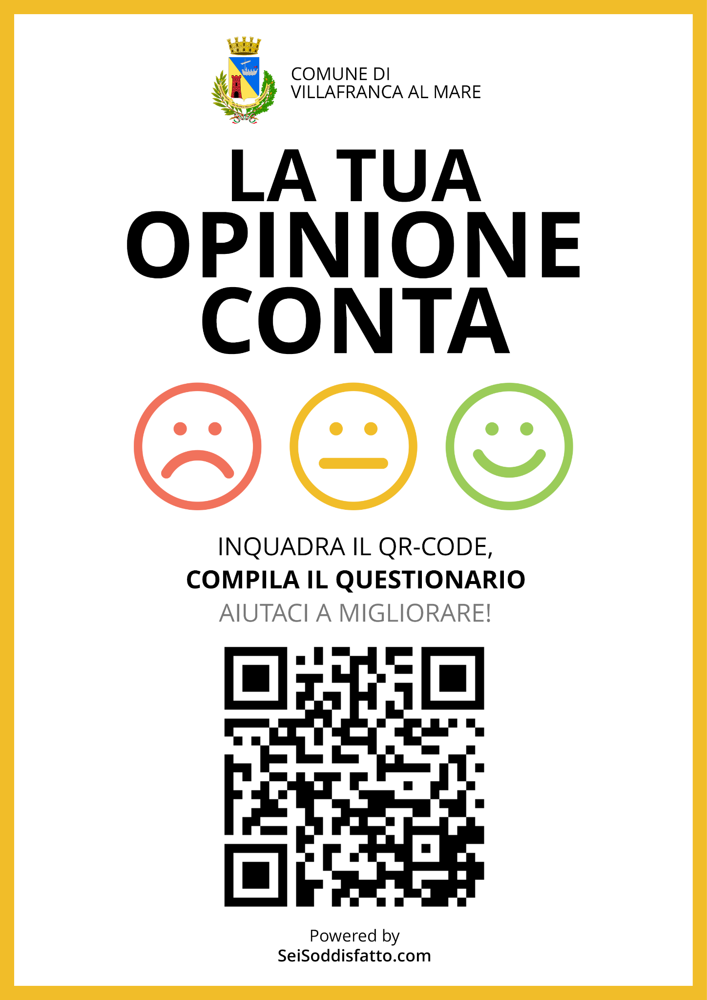 COMUNE DI
VILLAFRANCA AL MARE
LA TUA
OPINIONE
CONTA
INQUADRA IL QR-CODE,
COMPILA IL QUESTIONARIO
AIUTACI A MIGLIORARE!
Powered by
SeiSoddisfatto.com